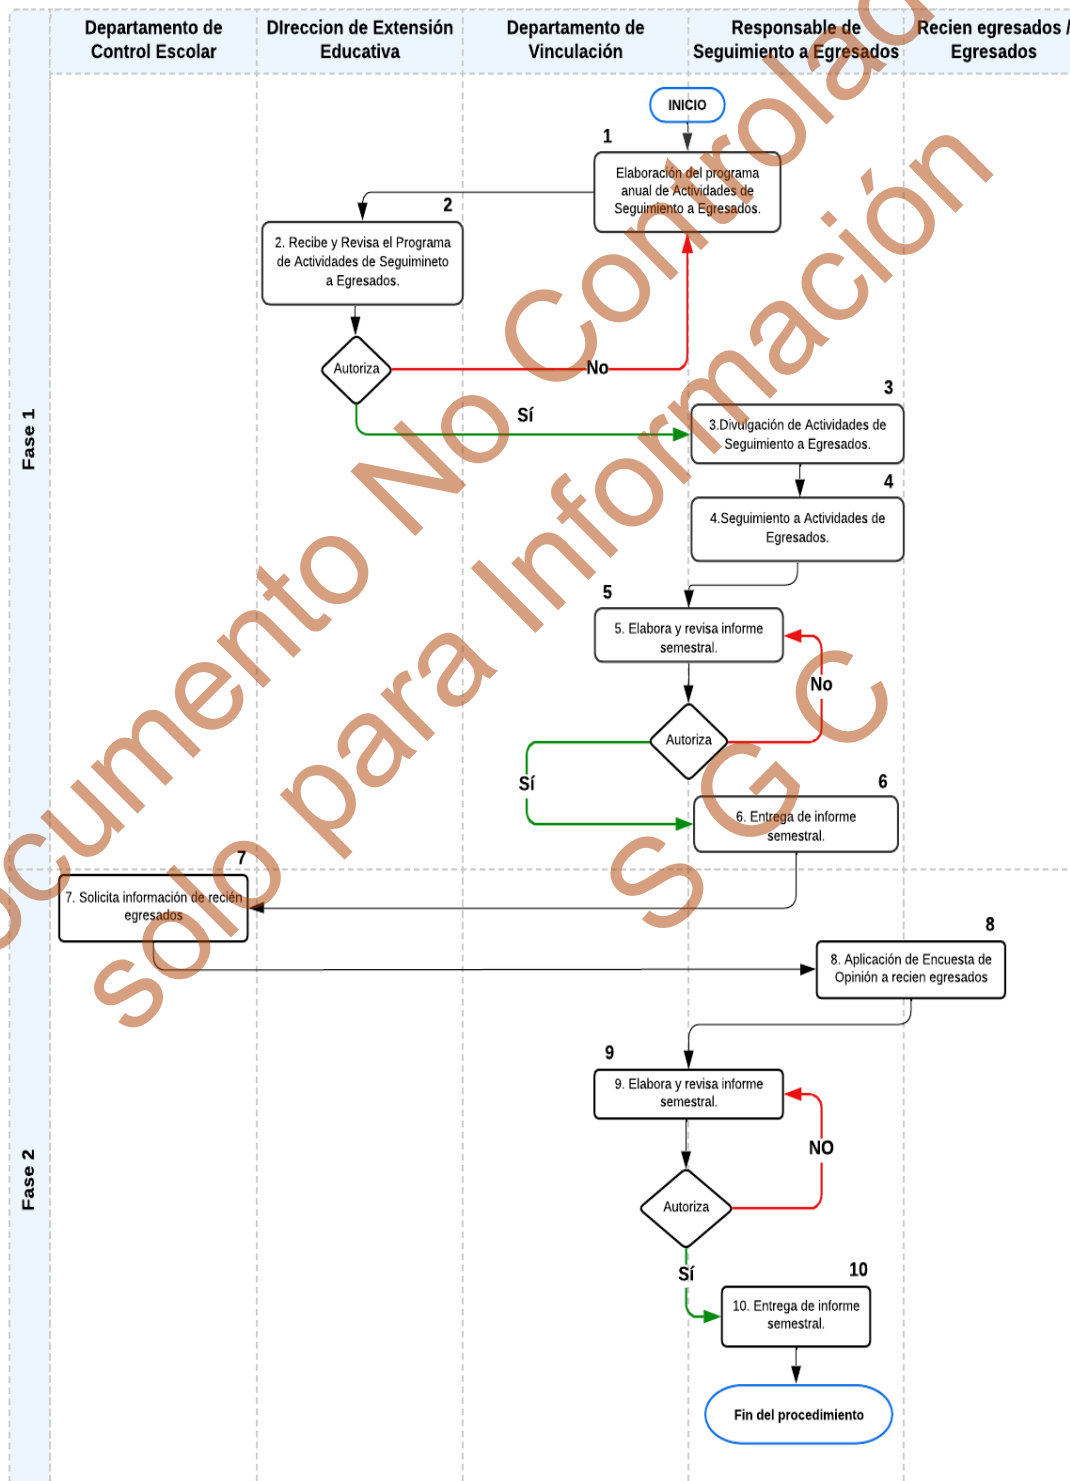 Departamento de
Control Escolar
DIreccion de Extensión
Educativa
Departamento de
Vinculación
Responsable de
Seguimiento a Egresados
Recien egresados /
Egresados
INICIO
1
Elaboración del programa
anual de Actividades de
Seguimiento a Egresados.
2
2. Recibe y Revisa el Programa
de Actividades de Seguimineto
a Egresados.
Autoriza
No
Sí
3
3.Divulgación de Actividades de
Seguimiento a Egresados.
4
4.Seguimiento a Actividades de
Egresados.
Fase 1
5
5. Elabora y revisa informe
semestral.
No
Autoriza
Sí
6
6. Entrega de informe
semestral.
7
7. Solicita información de recién
egresados
8
8. Aplicación de Encuesta de
Opinión a recien egresados
9
9. Elabora y revisa informe
semestral.
NO
Autoriza
Sí
Fase 2
10
10. Entrega de informe
semestral.
Fin del procedimiento
ocumento No Controlad
solo para Información
S G C